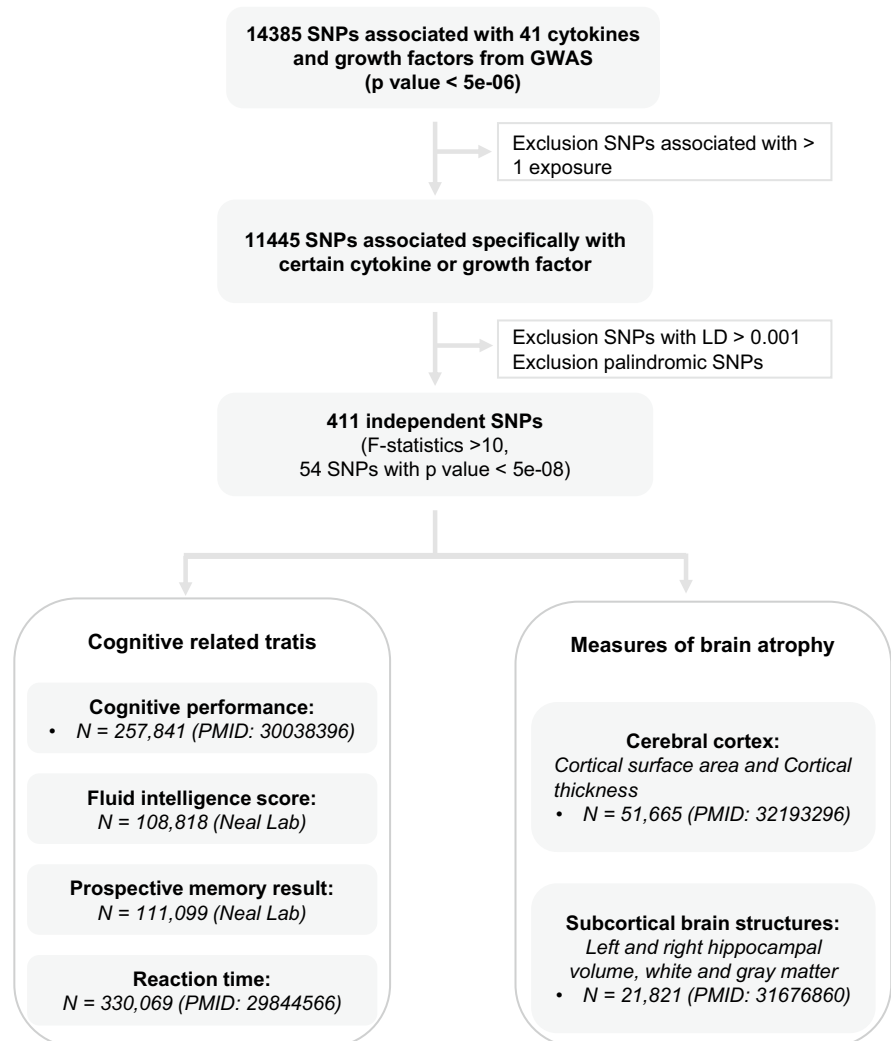 14385 SNPs associated with 41 cytokines
and growth factors from GWAS
(p value < 5e-06)
Exclusion SNPs associated with >
1 exposure
11445 SNPs associated specifically with
certain cytokine or growth factor
Exclusion SNPs with LD > 0.001
Exclusion palindromic SNPs
411 independent SNPs
(F-statistics >10,
54 SNPs with p value < 5e-08)
Cognitive related tratis
Cognitive performance:
• N = 257,841 (PMID: 30038396)
Fluid intelligence score:
N = 108,818 (Neal Lab)
Prospective memory result:
N = 111,099 (Neal Lab)
Reaction time:
N = 330,069 (PMID: 29844566)
Measures of brain atrophy
Cerebral cortex:
Cortical surface area and Cortical
thickness
• N = 51,665 (PMID: 32193296)
Subcortical brain structures:
Left and right hippocampal
volume, white and gray matter
• N = 21,821 (PMID: 31676860)